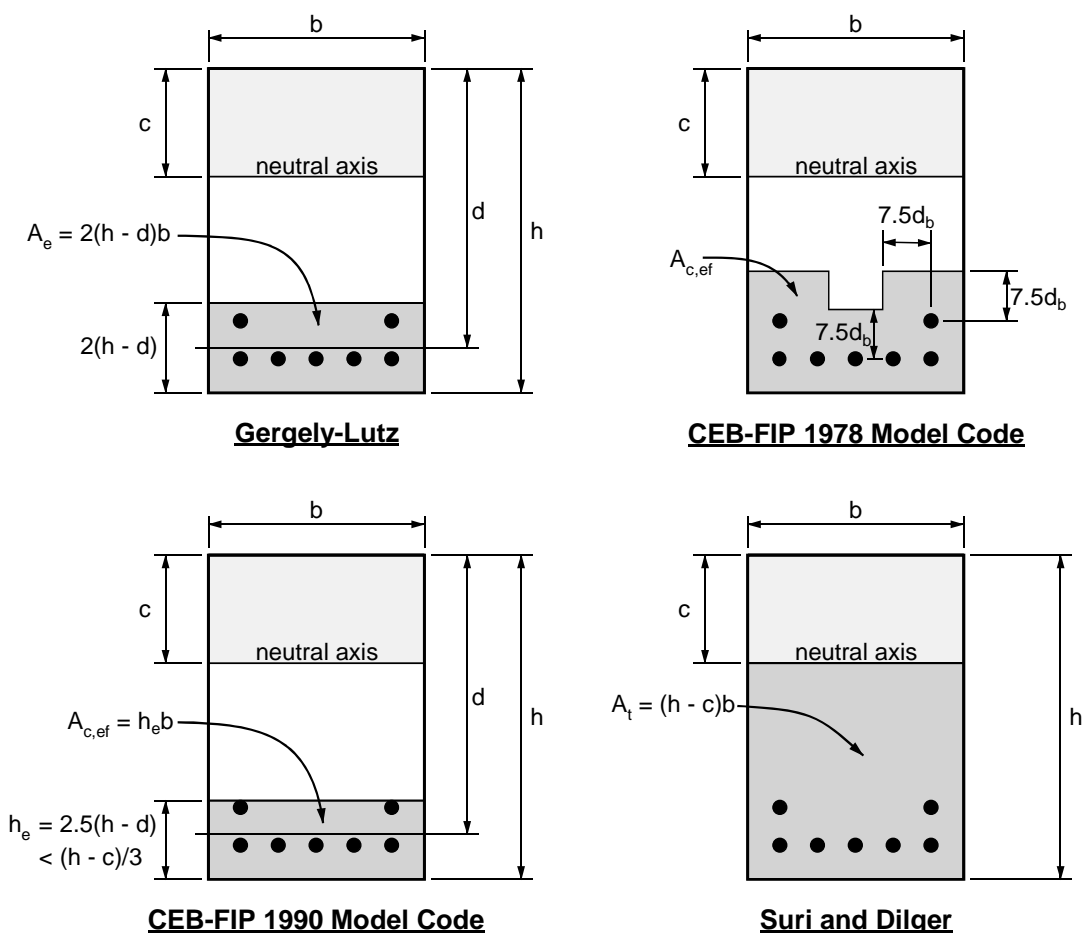 b
c
neutral axis
d
h
A_e = 2(h - d)b
2(h - d)
Gergely-Lutz
b
c
neutral axis
7.5d_b
A_c,ef
7.5d_b
7.5d_b
CEB-FIP 1978 Model Code
b
c
neutral axis
d
h
A_c,ef = h_e b
h_e = 2.5(h - d)
< (h - c)/3
CEB-FIP 1990 Model Code
b
c
neutral axis
A_t = (h - c)b
h
Suri and Dilger